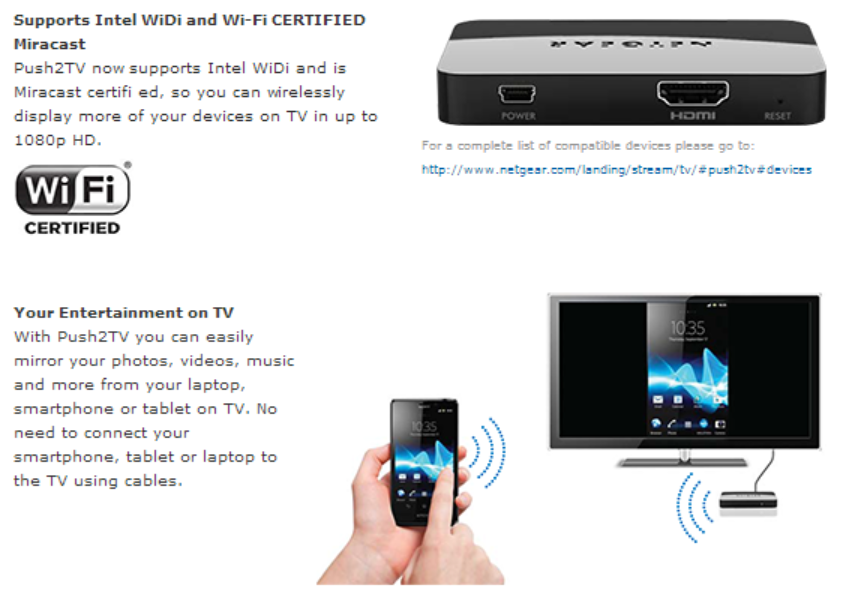 Supports Intel WiDi and Wi-Fi CERTIFIED
Miracast
Push2TV now supports Intel WiDi and is
Miracast certifi ed, so you can wirelessly
display more of your devices on TV in up to
1080p HD.
Wi Fi®
CERTIFIED
NETGEAR
POWER
HDMI
RESET
For a complete list of compatible devices please go to:
http://www.netgear.com/landing/stream/tv/#push2tv#devices
Your Entertainment on TV
With Push2TV you can easily
mirror your photos, videos, music
and more from your laptop,
smartphone or tablet on TV. No
need to connect your
smartphone, tablet or laptop to
the TV using cables.
10:35
10:35